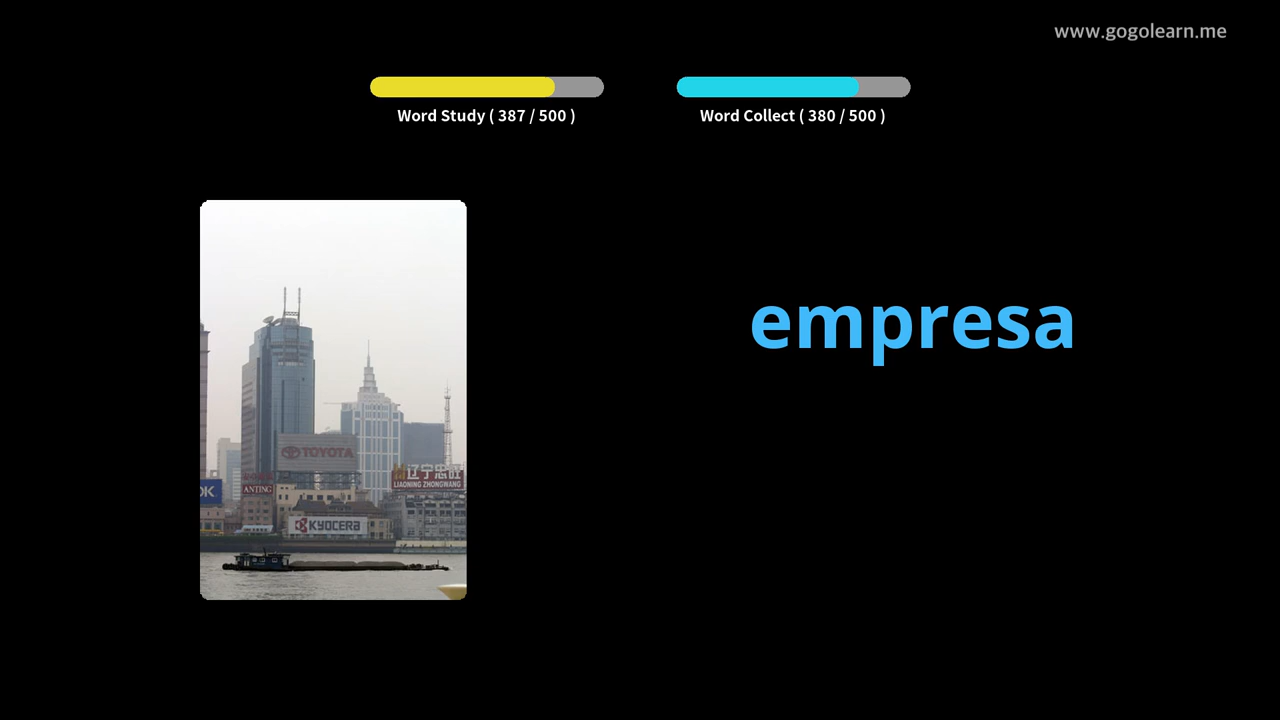 www.gogolearn.me
Word Study ( 387 / 500 )
Word Collect ( 380 / 500 )
empresa
TOYOTA
辽宁忠旺
LIAONING ZHONGWANG
ANTING
OK
KYOCERA